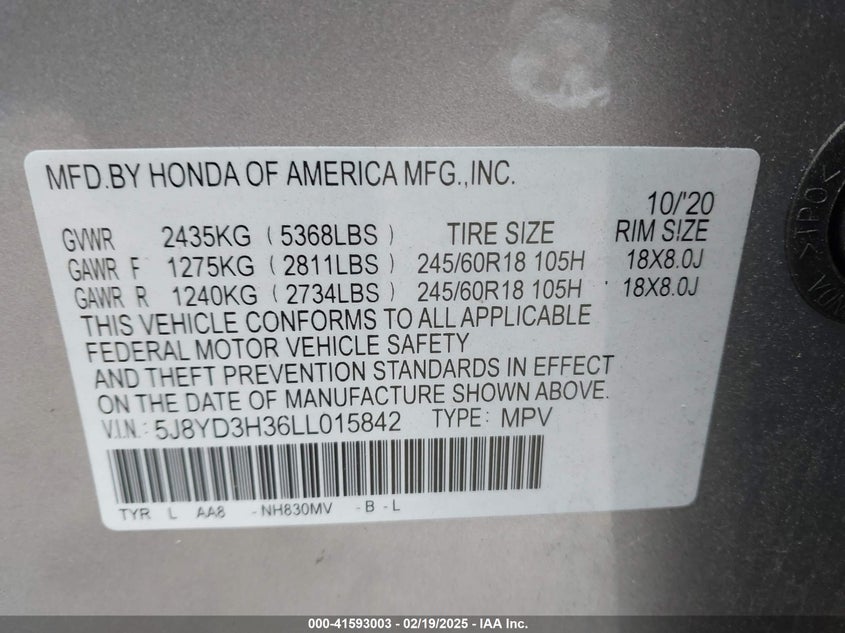 MFD.BY HONDA OF AMERICA MFG.,INC.
10/'20
GVWR 2435KG ( 5368LBS ) TIRE SIZE RIM SIZE
GAWR F 1275KG ( 2811LBS ) 245/60R18 105H 18X8.0J
GAWR R 1240KG ( 2734LBS ) 245/60R18 105H 18X8.0J
THIS VEHICLE CONFORMS TO ALL APPLICABLE
FEDERAL MOTOR VEHICLE SAFETY
AND THEFT PREVENTION STANDARDS IN EFFECT
ON THE DATE OF MANUFACTURE SHOWN ABOVE.
V.I.N.: 5J8YD3H36LL015842 TYPE: MPV
TYR L AA8 - NH830MV - B - L
>TPO<
000-41593003 - 02/19/2025 - IAA Inc.